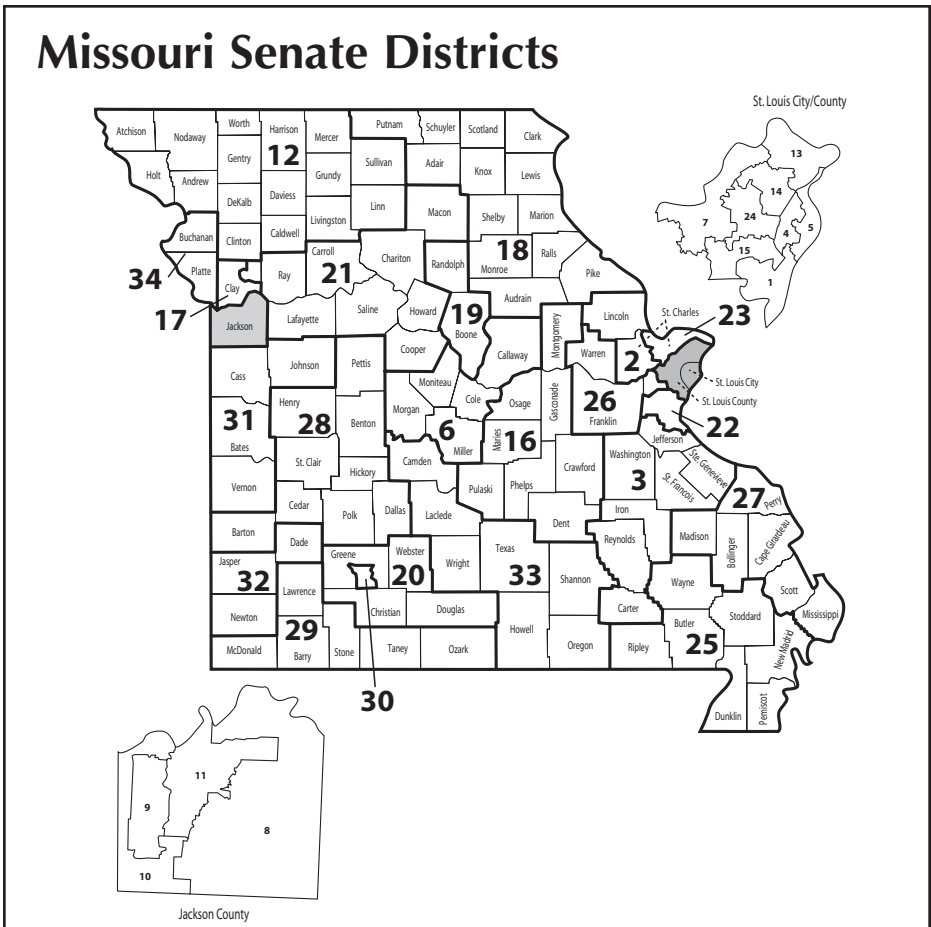 Missouri Senate Districts
St. Louis City/County
13
14
7
24
4
5
15
1
Atchison
Nodaway
Worth
Harrison
Mercer
Putnam
Schuyler
Scotland
Clark
Gentry
12
Sullivan
Adair
Knox
Lewis
Holt
Andrew
Grundy
DeKalb
Daviess
Linn
Macon
Livingston
Shelby
Marion
Buchanan
Clinton
Caldwell
Carroll
Chariton
Randolph
18
Ralls
Monroe
34
Platte
Ray
21
Pike
Clay
17
Saline
Howard
Audrain
Jackson
Lafayette
19
Boone
Montgomery
Lincoln
St. Charles
23
Cooper
Callaway
Warren
2
Johnson
Pettis
St. Louis City
St. Louis County
Cass
Moniteau
Cole
Osage
Gasconade
26
Franklin
22
Henry
31
28
Benton
Morgan
6
Maries
16
Jefferson
Bates
Miller
Washington
Ste. Genevieve
St. Clair
Hickory
Camden
Crawford
3
St. Francois
Vernon
Pulaski
Phelps
27
Perry
Cedar
Polk
Dallas
Laclede
Iron
Barton
Dade
Dent
Reynolds
Madison
Bollinger
Cape Girardeau
Jasper
Greene
Webster
Wright
Texas
32
20
33
Shannon
Wayne
Scott
Lawrence
Newton
Christian
Douglas
Carter
Stoddard
Mississippi
29
Howell
Butler
McDonald
Barry
Stone
Taney
Ozark
Oregon
Ripley
25
New Madrid
30
Dunklin
Pemiscot
11
9
8
10
Jackson County